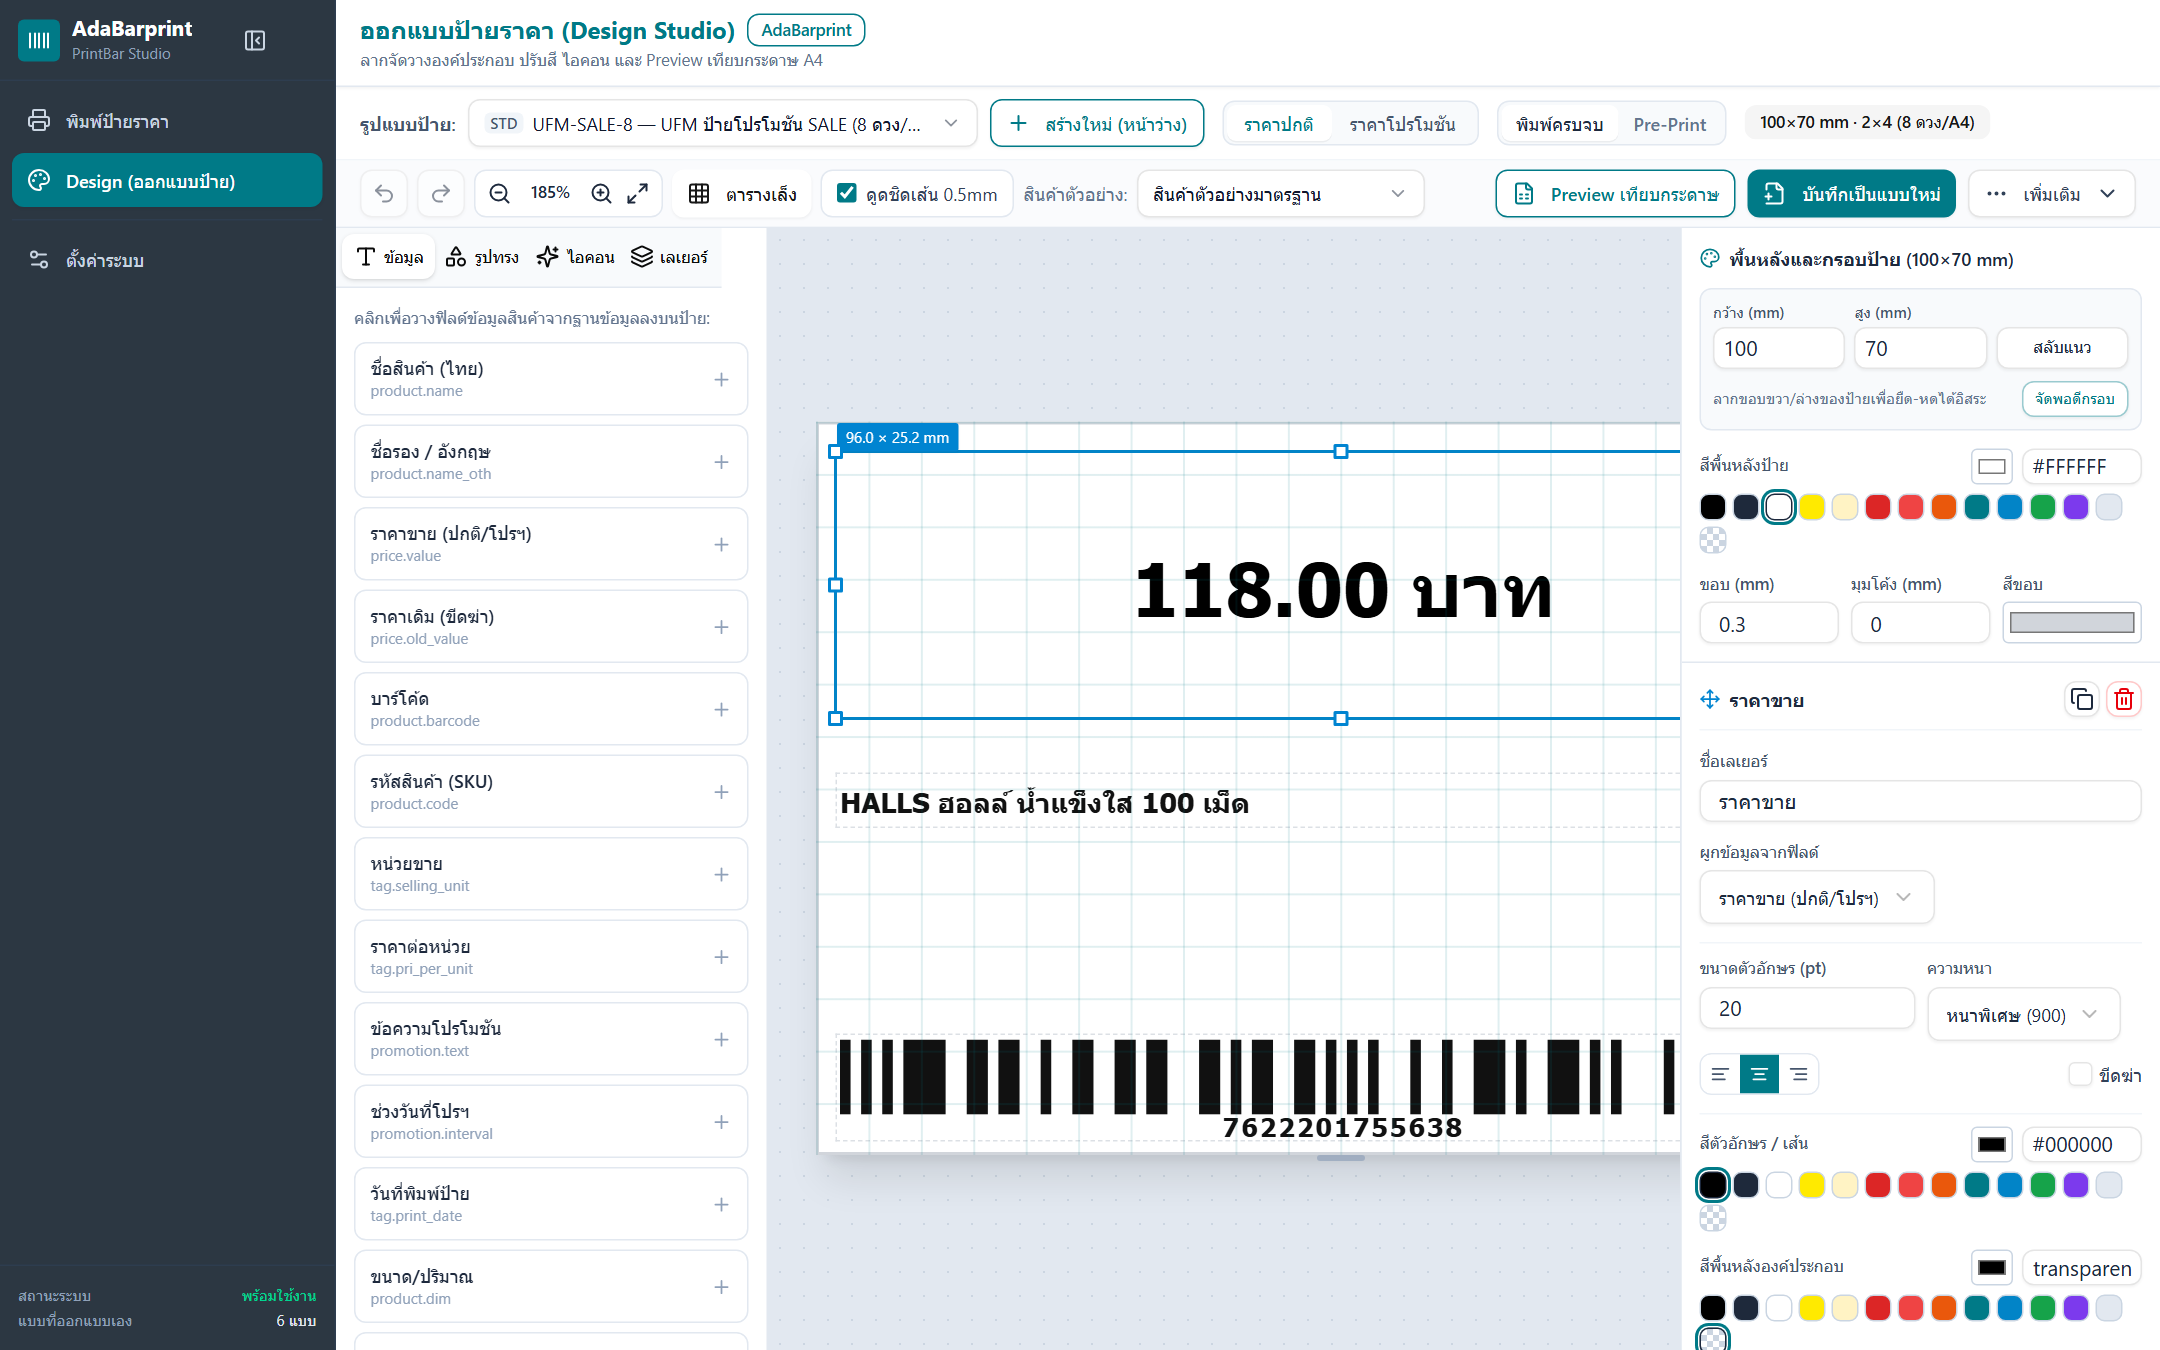 AdaBarprint
PrintBar Studio
พิมพ์ป้ายราคา
Design (ออกแบบป้าย)
ตั้งค่าระบบ
สถานะระบบ
พร้อมใช้งาน
แบบที่ออกแบบเอง
6 แบบ
ออกแบบป้ายราคา (Design Studio)
AdaBarprint
ลากจัดวางองค์ประกอบ ปรับสี ไอคอน และ Preview เทียบกระดาษ A4
รูปแบบป้าย:
STD UFM-SALE-8 — UFM ป้ายโปรโมชัน SALE (8 ดวง/...
สร้างใหม่ (หน้าว่าง)
ราคาปกติ
ราคาโปรโมชัน
พิมพ์ครบจบ
Pre-Print
100×70 mm · 2×4 (8 ดวง/A4)
185%
ตารางเล็ง
ดูดชิดเส้น 0.5mm
สินค้าตัวอย่าง:
สินค้าตัวอย่างมาตรฐาน
Preview เทียบกระดาษ
บันทึกเป็นแบบใหม่
เพิ่มเติม
ข้อมูล
รูปทรง
ไอคอน
เลเยอร์
คลิกเพื่อวางฟิลด์ข้อมูลสินค้าจากฐานข้อมูลลงบนป้าย:
ชื่อสินค้า (ไทย)
product.name
ชื่อรอง / อังกฤษ
product.name_oth
ราคาขาย (ปกติ/โปรฯ)
price.value
ราคาเดิม (ขีดฆ่า)
price.old_value
บาร์โค้ด
product.barcode
รหัสสินค้า (SKU)
product.code
หน่วยขาย
tag.selling_unit
ราคาต่อหน่วย
tag.pri_per_unit
ข้อความโปรโมชัน
promotion.text
ช่วงวันที่โปรฯ
promotion.interval
วันที่พิมพ์ป้าย
tag.print_date
ขนาด/ปริมาณ
product.dim
96.0 × 25.2 mm
118.00 บาท
HALLS ฮอลล์ น้ำแข็งใส 100 เม็ด
7622201755638
พื้นหลังและกรอบป้าย (100×70 mm)
กว้าง (mm)
สูง (mm)
100
70
สลับแนว
ลากขอบขวา/ล่างของป้ายเพื่อยืด-หดได้อิสระ
จัดพอดีกรอบ
สีพื้นหลังป้าย
#FFFFFF
ขอบ (mm)
มุมโค้ง (mm)
สีขอบ
0.3
0
ราคาขาย
ชื่อเลเยอร์
ราคาขาย
ผูกข้อมูลจากฟิลด์
ราคาขาย (ปกติ/โปรฯ)
ขนาดตัวอักษร (pt)
ความหนา
20
หนาพิเศษ (900)
ขีดฆ่า
สีตัวอักษร / เส้น
#000000
สีพื้นหลังองค์ประกอบ
transparen